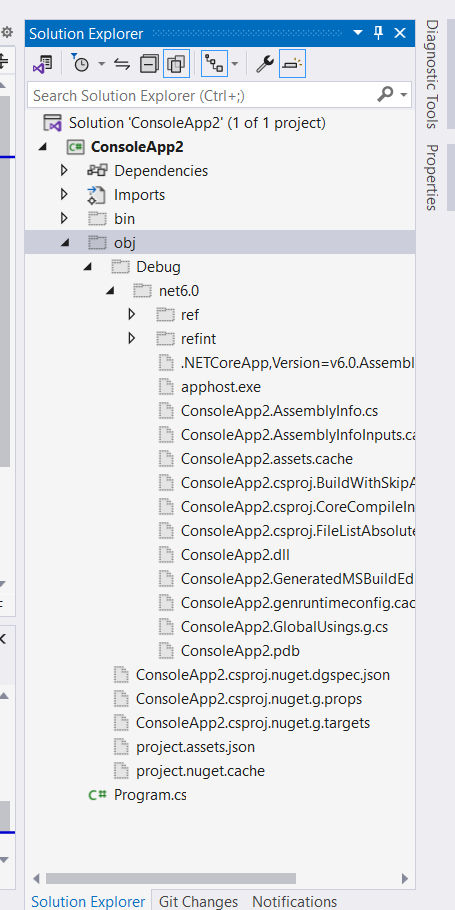 Solution Explorer
Search Solution Explorer (Ctrl+;)
Solution 'ConsoleApp2' (1 of 1 project)
C# ConsoleApp2
Dependencies
Imports
bin
obj
Debug
net6.0
ref
refint
.NETCoreApp,Version=v6.0.Assembl
apphost.exe
ConsoleApp2.AssemblyInfo.cs
ConsoleApp2.AssemblyInfoInputs.ca
ConsoleApp2.assets.cache
ConsoleApp2.csproj.BuildWithSkipA
ConsoleApp2.csproj.CoreCompileIn
ConsoleApp2.csproj.FileListAbsolute
ConsoleApp2.dll
ConsoleApp2.GeneratedMSBuildEd
ConsoleApp2.genruntimeconfig.cac
ConsoleApp2.GlobalUsings.g.cs
ConsoleApp2.pdb
ConsoleApp2.csproj.nuget.dgspec.json
ConsoleApp2.csproj.nuget.g.props
ConsoleApp2.csproj.nuget.g.targets
project.assets.json
project.nuget.cache
C# Program.cs
Solution Explorer Git Changes Notifications
Diagnostic Tools
Properties